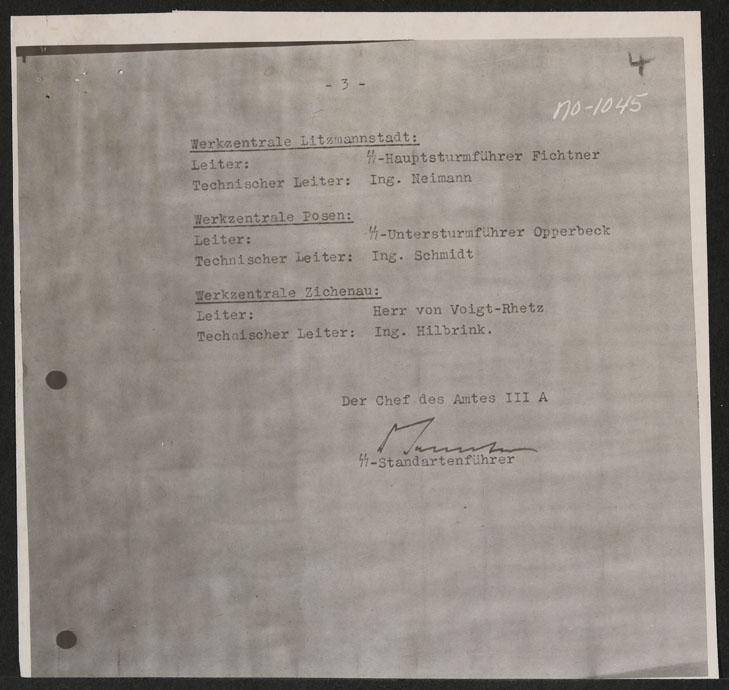 - 3 -
4
NO-1045
Werkzentrale Litzmannstadt:
Leiter: ᛋᛋ-Hauptsturmführer Fichtner
Technischer Leiter: Ing. Neimann
Werkzentrale Posen:
Leiter: ᛋᛋ-Untersturmführer Opperbeck
Technischer Leiter: Ing. Schmidt
Werkzentrale Zichenau:
Leiter: Herr von Voigt-Rhetz
Technischer Leiter: Ing. Hilbrink.
Der Chef des Amtes III A
ᛋᛋ-Standartenführer